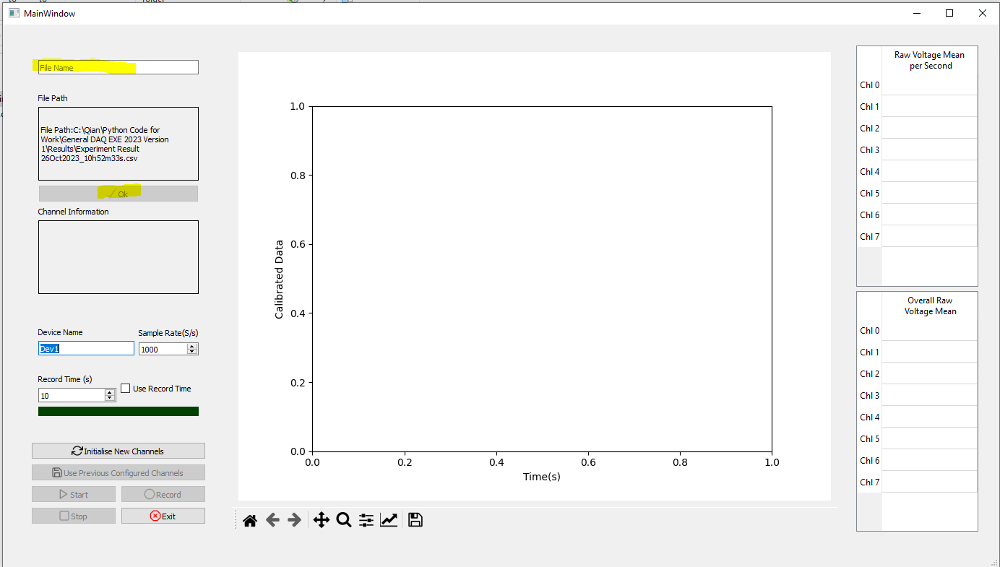 MainWindow
File Name
File Path
File Path:C:\Qian\Python Code for
Work\General DAQ EXE 2023 Version
1\Results\Experiment Result
26Oct2023_10h52m33s.csv
Ok
Channel Information
Device Name
Sample Rate(S/s)
Dev1
1000
Record Time (s)
10
Use Record Time
Initialise New Channels
Use Previous Configured Channels
Start
Record
Stop
Exit
1.0
0.8
0.6
0.4
0.2
0.0
Calibrated Data
0.0
0.2
0.4
0.6
0.8
1.0
Time(s)
Raw Voltage Mean
per Second
Chl 0
Chl 1
Chl 2
Chl 3
Chl 4
Chl 5
Chl 6
Chl 7
Overall Raw
Voltage Mean
Chl 0
Chl 1
Chl 2
Chl 3
Chl 4
Chl 5
Chl 6
Chl 7